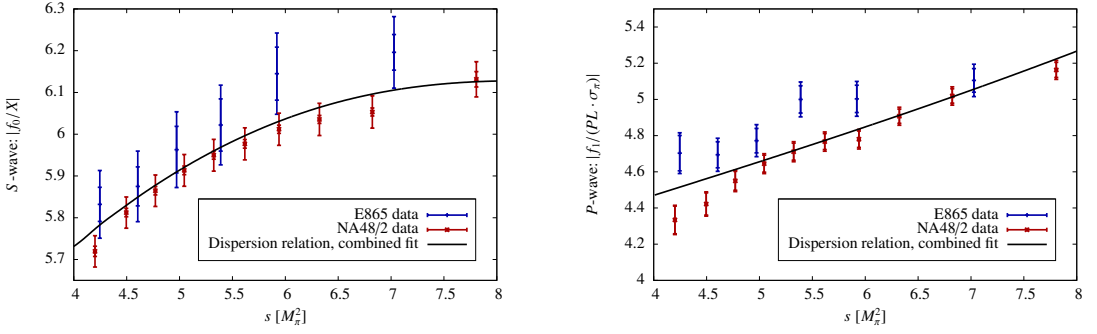 S-wave: |f₀/X|
6.3
6.2
6.1
6
5.9
5.8
5.7
4 4.5 5 5.5 6 6.5 7 7.5 8
s [M²π]
E865 data
NA48/2 data
Dispersion relation, combined fit
P-wave: |f₁/(PL · σπ)|
5.4
5.2
5
4.8
4.6
4.4
4.2
4
4 4.5 5 5.5 6 6.5 7 7.5 8
s [M²π]
E865 data
NA48/2 data
Dispersion relation, combined fit